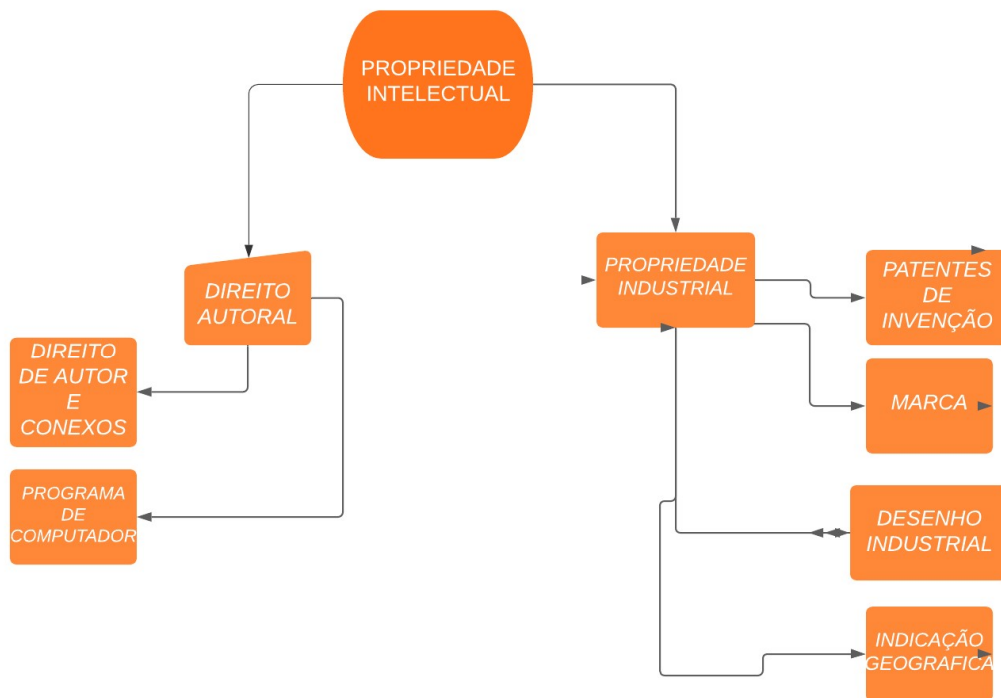 PROPRIEDADE
INTELECTUAL
DIREITO
AUTORAL
DIREITO
DE AUTOR
E
CONEXOS
PROGRAMA
DE
COMPUTADOR
PROPRIEDADE
INDUSTRIAL
PATENTES
DE
INVENÇÃO
MARCA
DESENHO
INDUSTRIAL
INDICAÇÃO
GEOGRAFICA